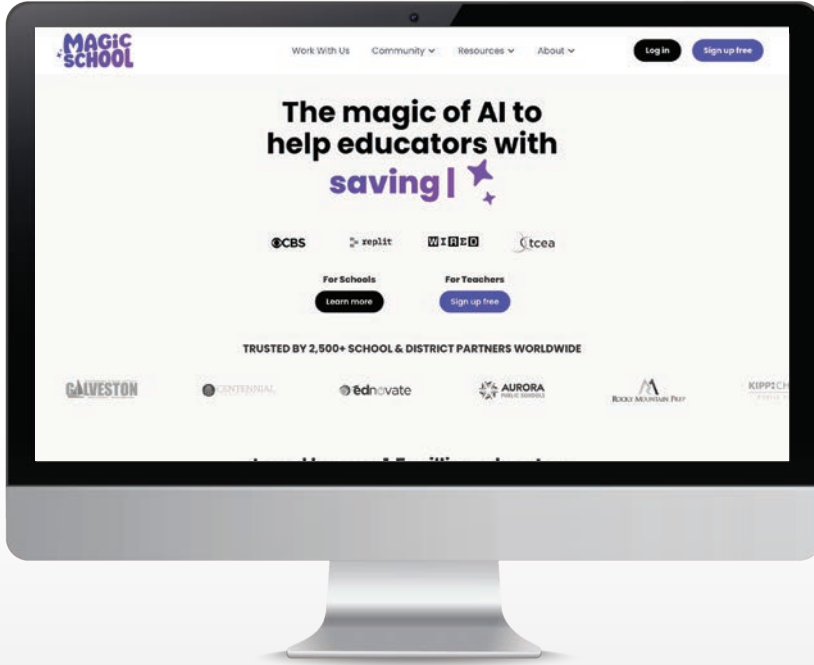 MAGIC SCHOOL
Work With Us Community Resources About Log in Sign up free
The magic of AI to
help educators with
saving|
CBS replit WIRED tcea
For Schools For Teachers
Learn more Sign up free
TRUSTED BY 2,500+ SCHOOL & DISTRICT PARTNERS WORLDWIDE
GALVESTON CENTENNIAL ednovate AURORA PUBLIC SCHOOLS ROCKY MOUNTAIN PREP KIPP